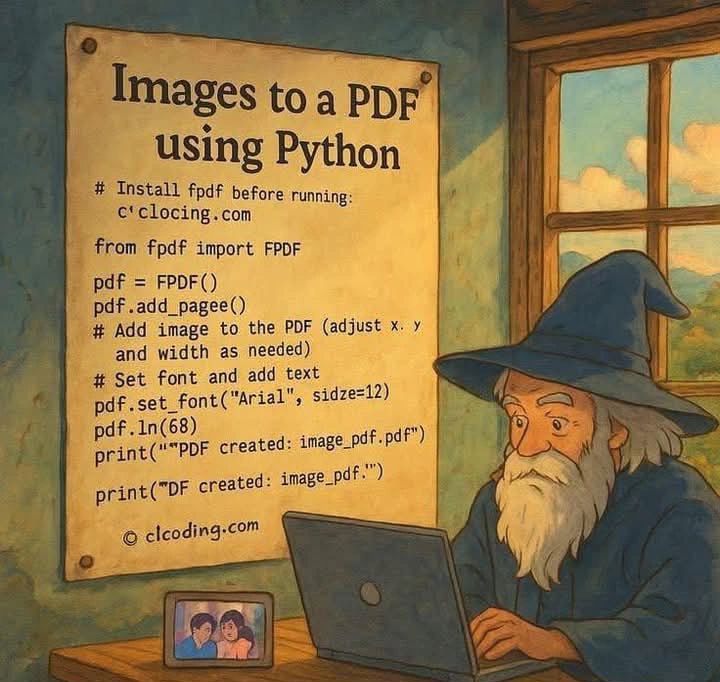 Images to a PDF
using Python
# Install fpdf before running:
c‘clocing.com
from fpdf import FPDF
pdf = FPDF()
pdf.add_pagee()
# Add image to the PDF (adjust x. y
and width as needed)
# Set font and add text
pdf.set_font("Arial", sidze=12)
pdf.ln(68)
print("““PDF created: image_pdf.pdf")
print("“DF created: image_pdf.'")
© clcoding.com